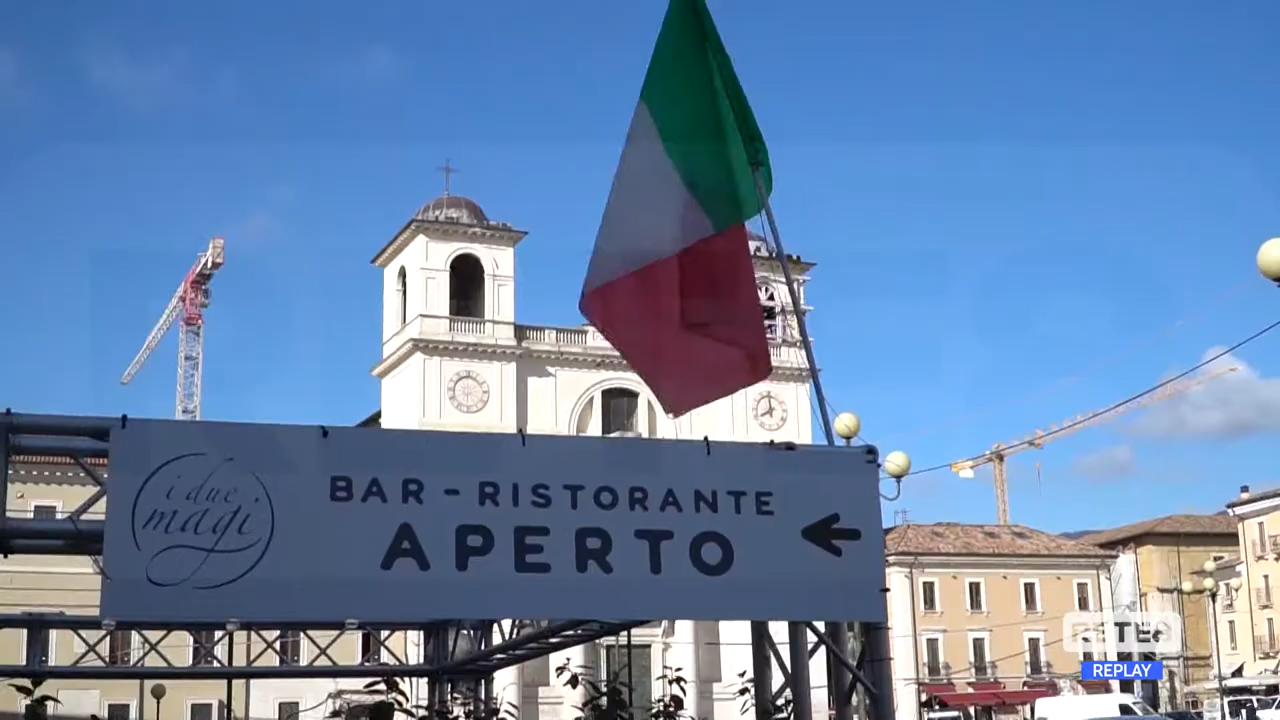 i due
magi
BAR - RISTORANTE
APERTO
RETE8
REPLAY